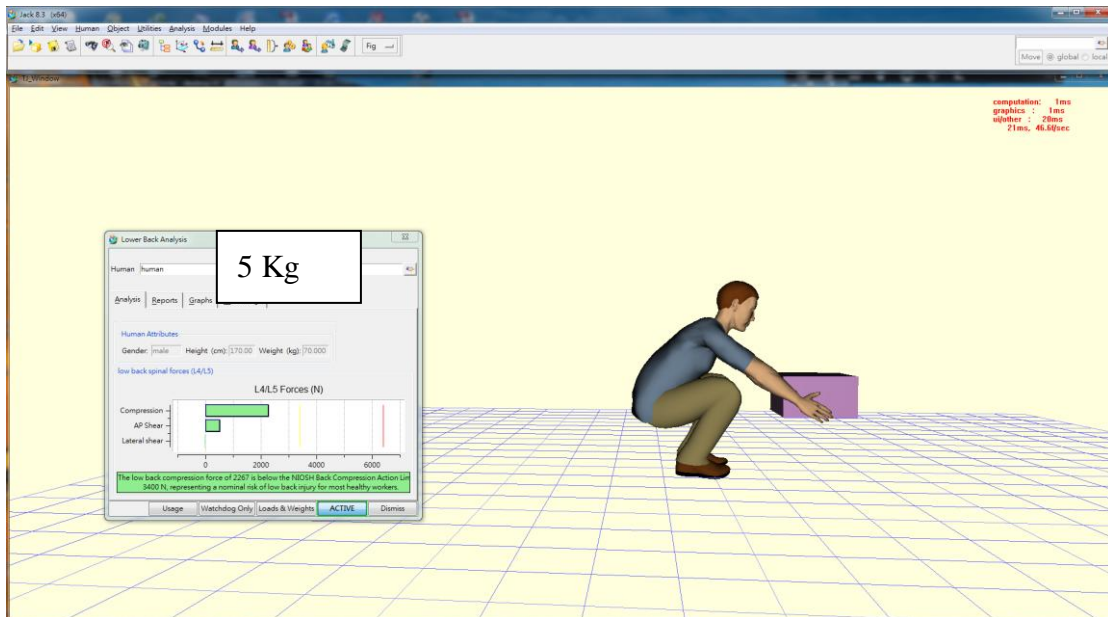 Jack 8.3 (x64)
File Edit View Human Object Utilities Analysis Modules Help
Fig
Move global local
computation: 1ms
graphics : 1ms
ui/other : 20ms
21ms, 46.6f/sec
Lower Back Analysis
5 Kg
Human human
Analysis Reports Graphs
Human Attributes
Gender: male Height (cm): 170.00 Weight (kg): 70.000
low back spinal forces (L4/L5)
L4/L5 Forces (N)
Compression
AP Shear
Lateral shear
0 2000 4000 6000
The low back compression force of 2267 is below the NIOSH Back Compression Action Lim
3400 N, representing a nominal risk of low back injury for most healthy workers.
Usage Watchdog Only Loads & Weights ACTIVE Dismiss